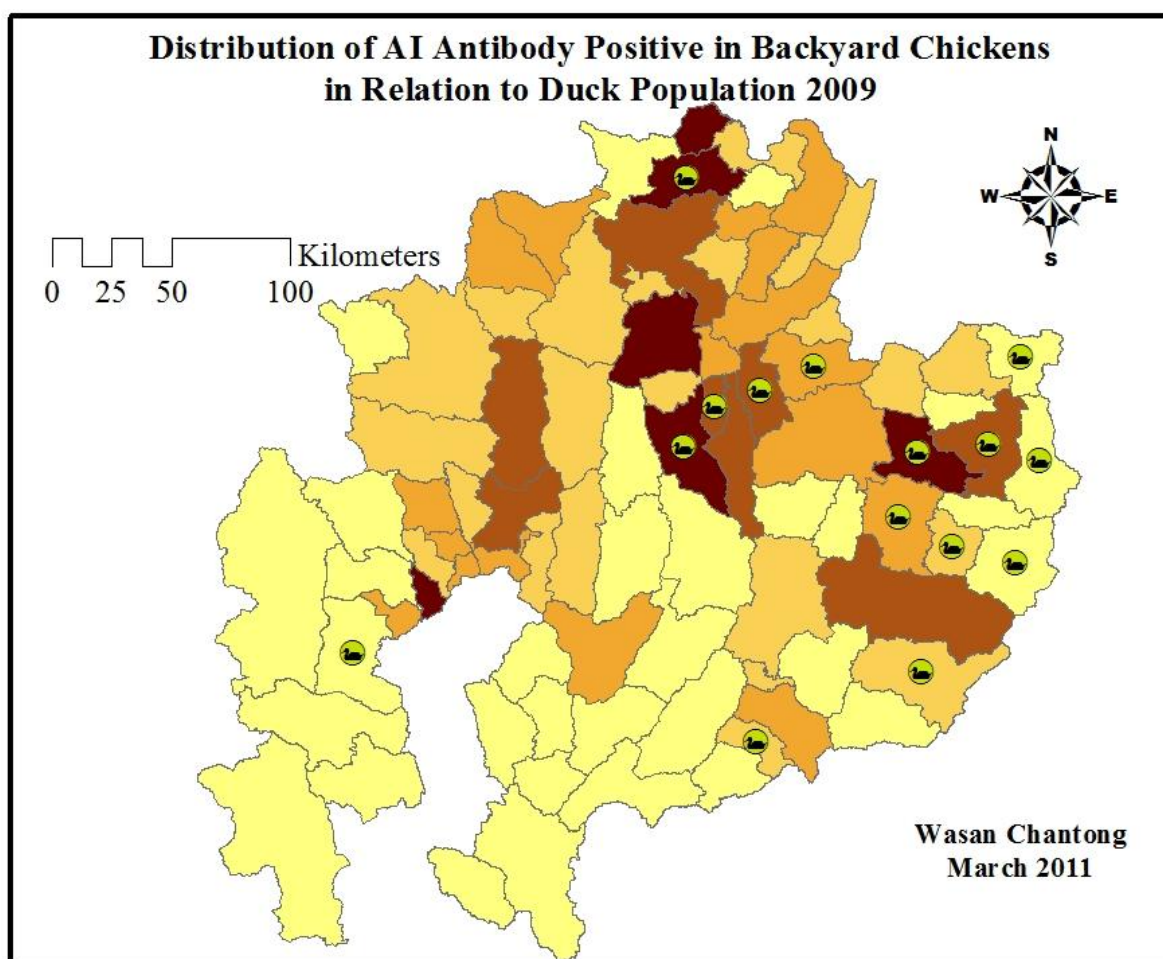 Distribution of AI Antibody Positive in Backyard Chickens
in Relation to Duck Population 2009
N
W E
S
Kilometers
0 25 50 100
Wasan Chantong
March 2011